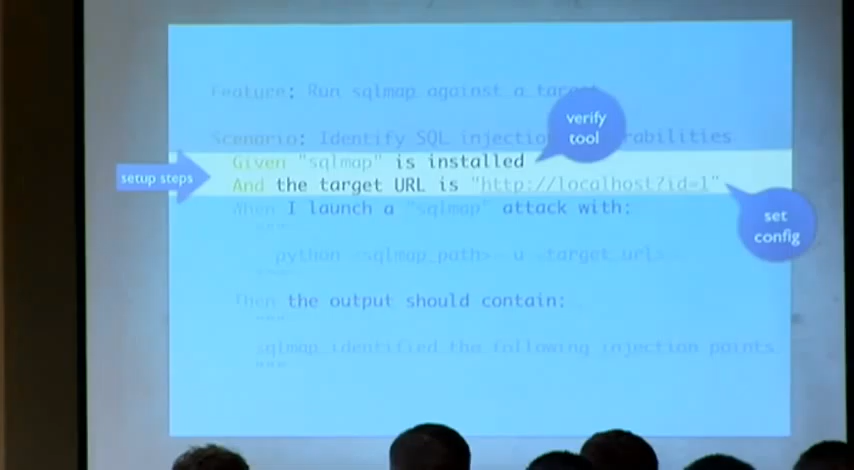 Feature: Run sqlmap against a target
verify
tool
Scenario: Identify SQL injection
setup steps
Given "sqlmap" is installed
And the target URL is "http://localhost?id=1"
When I launch a "sqlmap" attack with:
set
config
"""
python <sqlmap_path> -u <target_url>
"""
Then the output should contain:
"""
sqlmap identified the following injection points
"""